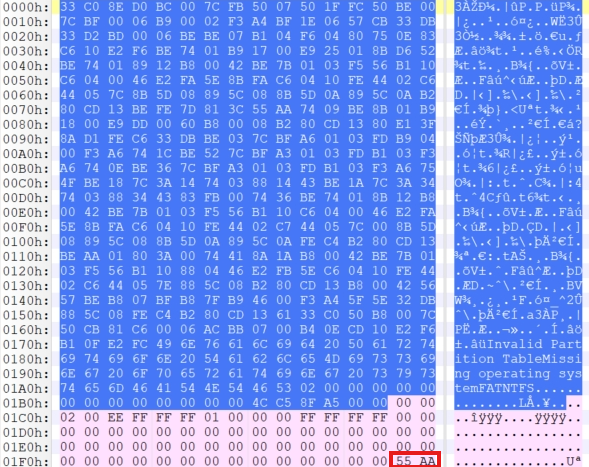 0000h: 33 C0 8E D0 BC 00 7C FB 50 07 50 1F FC 50 BE 00 3ÀŽÐ¼.|ûP.P.üP¾.
0010h: 7C BF 00 06 B9 00 02 F3 A4 BF 1E 06 57 CB 33 DB |¿..¹..ó¤¿..WË3Û
0020h: 33 D2 BD 00 06 BE BE 07 B1 04 F6 04 80 75 0E 83 3Ò½..¾¾.±.ö.€u.ƒ
0030h: C6 10 E2 F6 BE 74 01 B9 17 00 E9 25 01 8B D6 52 Æ.âö¾t.¹..é%.‹ÖR
0040h: BE 74 01 89 12 B8 00 42 BE 7B 01 03 F5 56 B1 10 ¾t.‰.¸.B¾{..õV±.
0050h: C6 04 00 46 E2 FA 5E 8B FA C6 04 10 FE 44 02 C6 Æ..Fâú^‹úÆ..þD.Æ
0060h: 44 05 7C 8B 5D 08 89 5C 08 8B 5D 0A 89 5C 0A B2 D.|‹].‰\.‹].‰\.²
0070h: 80 CD 13 BE FE 7D 81 3C 55 AA 74 09 BE 8B 01 B9 €Í.¾þ}.<Uªt.¾‹.¹
0080h: 18 00 E9 DD 00 60 B8 00 08 B2 80 CD 13 80 E1 3F ..éÝ.`¸..²€Í.€á?
0090h: 8A D1 FE C6 33 DB BE 03 7C BF A6 01 03 FD B9 04 ŠÑþÆ3Û¾.|¿¦..ý¹.
00A0h: 00 F3 A6 74 1C BE 52 7C BF A3 01 03 FD B1 03 F3 .ó¦t.¾R|¿£..ý±.ó
00B0h: A6 74 0E BE 36 7C BF A3 01 03 FD B1 03 F3 A6 75 ¦t.¾6|¿£..ý±.ó¦u
00C0h: 4F BE 18 7C 3A 14 74 03 88 14 43 BE 1A 7C 3A 34 O¾.|:.t.ˆ.C¾.|:4
00D0h: 74 03 88 34 43 83 FB 00 74 36 BE 74 01 8B 12 B8 t.ˆ4Cƒû.t6¾t.‹.¸
00E0h: 00 42 BE 7B 01 03 F5 56 B1 10 C6 04 00 46 E2 FA .B¾{..õV±.Æ..Fâú
00F0h: 5E 8B FA C6 04 10 FE 44 02 C7 44 05 7C 00 8B 5D ^‹úÆ..þD.ÇD.|.‹]
0100h: 08 89 5C 08 8B 5D 0A 89 5C 0A FE C4 B2 80 CD 13 .‰\.‹].‰\.þÄ²€Í.
0110h: BE AA 01 80 3A 00 74 41 8A 1A B8 00 42 BE 7B 01 ¾ª.€:.tAŠ.¸.B¾{.
0120h: 03 F5 56 B1 10 88 04 46 E2 FB 5E C6 04 10 FE 44 .õV±.ˆ.Fâû^Æ..þD
0130h: 02 C6 44 05 7E 88 5C 08 B2 80 CD 13 B8 00 42 56 .ÆD.~ˆ\.²€Í.¸.BV
0140h: 57 BE B8 07 BF B8 7F B9 46 00 F3 A4 5F 5E 32 DB W¾¸.¿¸.¹F.ó¤_^2Û
0150h: 88 5C 08 FE C4 B2 80 CD 13 61 33 C0 50 B8 00 7C ˆ\.þÄ²€Í.a3ÀP¸.|
0160h: 50 CB 81 C6 00 06 AC BB 07 00 B4 0E CD 10 E2 F6 PË.Æ..¬»..´.Í.âö
0170h: B1 0F E2 FC 49 6E 76 61 6C 69 64 20 50 61 72 74 ±.âüInvalid Part
0180h: 69 74 69 6F 6E 20 54 61 62 6C 65 4D 69 73 73 69 ition TableMissi
0190h: 6E 67 20 6F 70 65 72 61 74 69 6E 67 20 73 79 73 ng operating sys
01A0h: 74 65 6D 46 41 54 4E 54 46 53 02 00 00 00 00 00 temFATNTFS......
01B0h: 00 00 00 00 00 00 00 00 4C C5 8F A5 00 00 00 00 ........LÅ.¥....
01C0h: 02 00 EE FF FF FF 01 00 00 00 FF FF FF FF 00 00 ..îÿÿÿ....ÿÿÿÿ..
01D0h: 00 00 00 00 00 00 00 00 00 00 00 00 00 00 00 00 ................
01E0h: 00 00 00 00 00 00 00 00 00 00 00 00 00 00 00 00 ................
01F0h: 00 00 00 00 00 00 00 00 00 00 00 00 00 00 55 AA ..............Uª